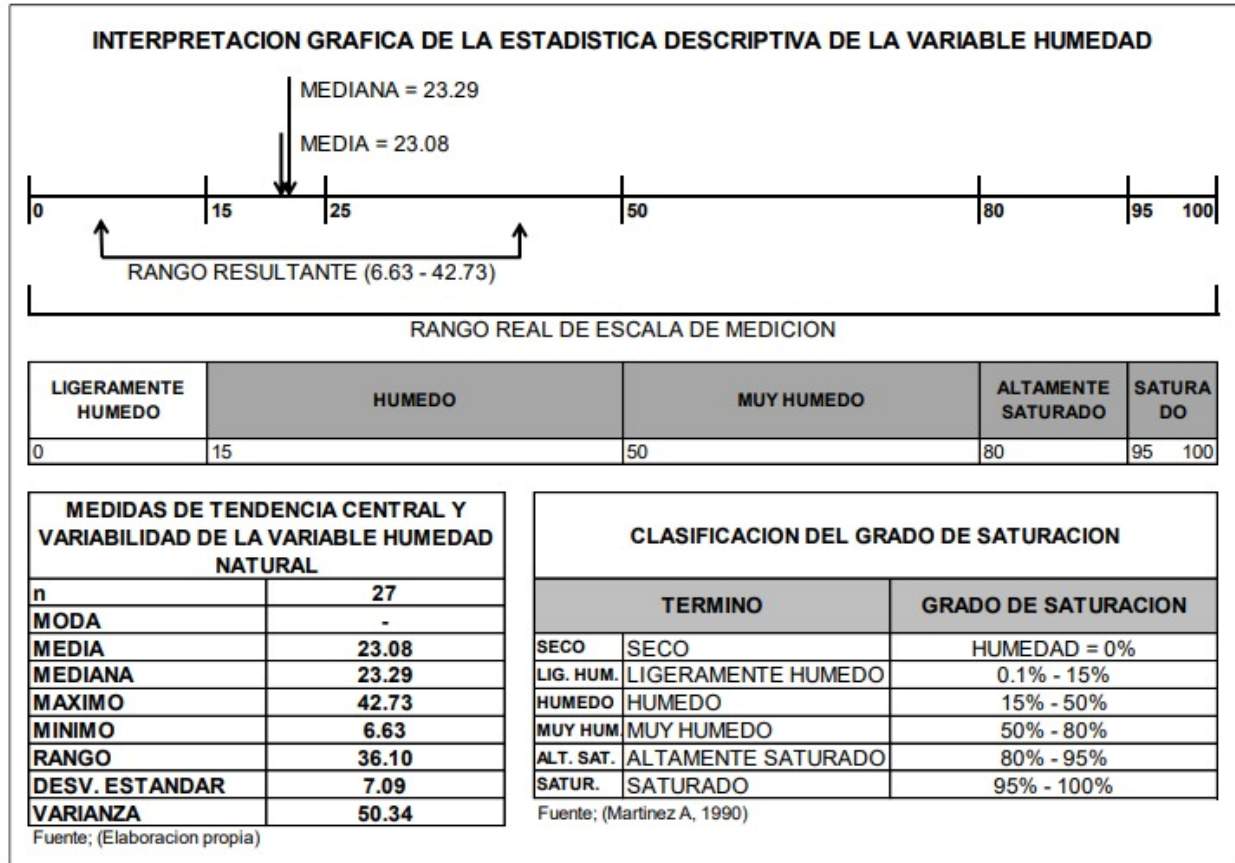 INTERPRETACION GRAFICA DE LA ESTADISTICA DESCRIPTIVA DE LA VARIABLE HUMEDAD
MEDIANA = 23.29
MEDIA = 23.08
0 15 25 50 80 95 100
RANGO RESULTANTE (6.63 - 42.73)
RANGO REAL DE ESCALA DE MEDICION
LIGERAMENTE
HUMEDO
HUMEDO
MUY HUMEDO
ALTAMENTE
SATURADO
SATURA
DO
0 15 50 80 95 100
MEDIDAS DE TENDENCIA CENTRAL Y
VARIABILIDAD DE LA VARIABLE HUMEDAD
NATURAL
n 27
MODA -
MEDIA 23.08
MEDIANA 23.29
MAXIMO 42.73
MINIMO 6.63
RANGO 36.10
DESV. ESTANDAR 7.09
VARIANZA 50.34
Fuente; (Elaboracion propia)
CLASIFICACION DEL GRADO DE SATURACION
TERMINO GRADO DE SATURACION
SECO SECO HUMEDAD = 0%
LIG. HUM. LIGERAMENTE HUMEDO 0.1% - 15%
HUMEDO HUMEDO 15% - 50%
MUY HUM. MUY HUMEDO 50% - 80%
ALT. SAT. ALTAMENTE SATURADO 80% - 95%
SATUR. SATURADO 95% - 100%
Fuente; (Martinez A, 1990)